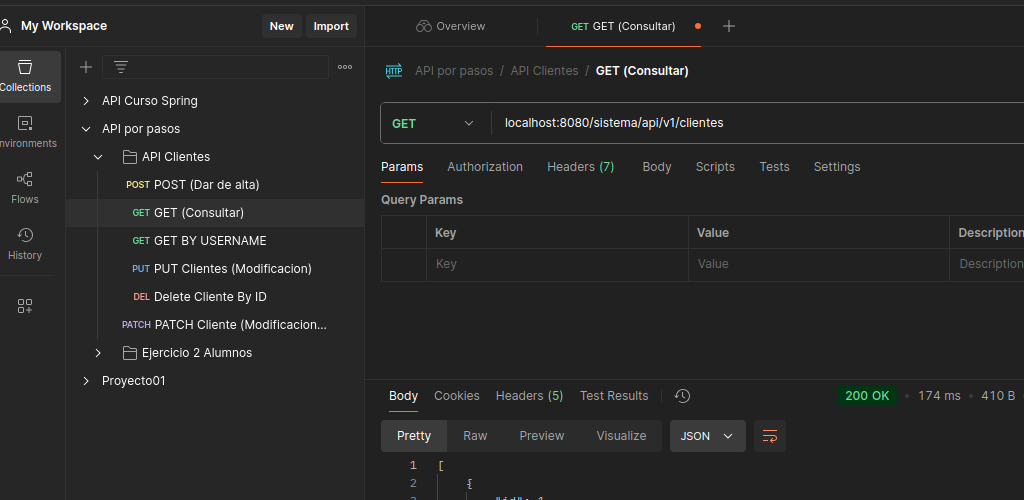 My Workspace
New
Import
Overview
GET GET (Consultar)
Collections
HTTP API por pasos / API Clientes / GET (Consultar)
API Curso Spring
API por pasos
GET
localhost:8080/sistema/api/v1/clientes
nvironments
API Clientes
Params Authorization Headers (7) Body Scripts Tests Settings
POST POST (Dar de alta)
Flows
Query Params
GET GET (Consultar)
Key Value Description
GET GET BY USERNAME
History
Key Value Description
PUT PUT Clientes (Modificacion)
DEL Delete Cliente By ID
PATCH PATCH Cliente (Modificacion...
Ejercicio 2 Alumnos
Proyecto01
Body Cookies Headers (5) Test Results
200 OK • 174 ms • 410 B
Pretty Raw Preview Visualize JSON
1 [
2 {
3 "id": 1